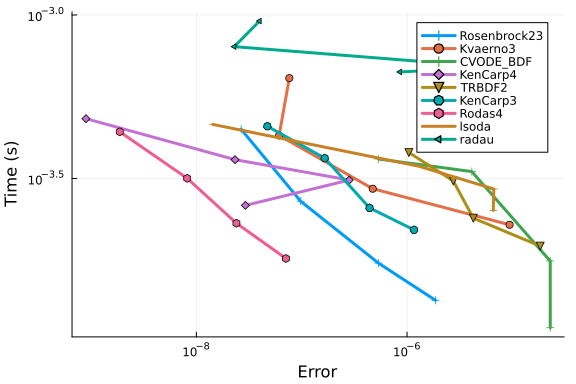 10^−3.0
10^−3.5
Time (s)
10^−8
10^−6
Error
Rosenbrock23
Kvaerno3
CVODE_BDF
KenCarp4
TRBDF2
KenCarp3
Rodas4
lsoda
radau